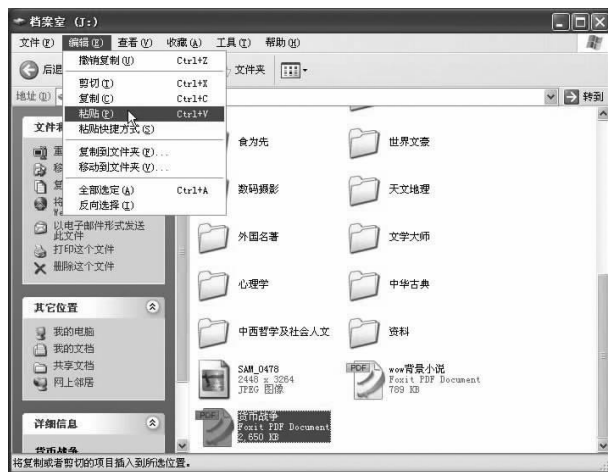 档案室 (J:)
文件(F) 编辑(E) 查看(V) 收藏(A) 工具(T) 帮助(H)
撤销复制(U) Ctrl+Z
剪切(T) Ctrl+X
复制(C) Ctrl+C
粘贴(P) Ctrl+V
粘贴快捷方式(S)
复制到文件夹(F)...
移动到文件夹(V)...
全部选定(A) Ctrl+A
反向选择(I)
后退
文件夹
地址(D)
转到
文件和
重
移
复
将
以电子邮件形式发送
此文件
打印这个文件
删除这个文件
其它位置
我的电脑
我的文档
共享文档
网上邻居
详细信息
货币战争
食为先
世界文豪
数码摄影
天文地理
外国名著
文学大师
心理学
中华古典
中西哲学及社会人文
资料
SAM_0478
2448 x 3264
JPEG 图像
PDF
wow背景小说
Foxit PDF Document
789 KB
PDF
货币战争
Foxit PDF Document
2,650 KB
将复制或者剪切的项目插入到所选位置。